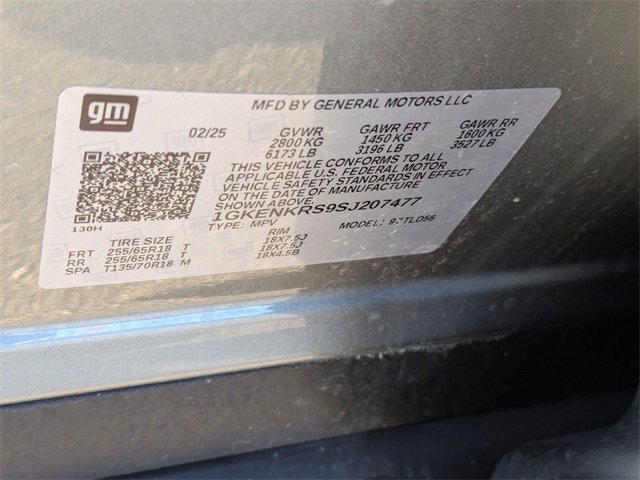 gm
MFD BY GENERAL MOTORS LLC
02/25 GVWR GAWR FRT GAWR RR
2800 KG 1450 KG 1600 KG
6173 LB 3196 LB 3527 LB
THIS VEHICLE CONFORMS TO ALL
APPLICABLE U.S. FEDERAL MOTOR
VEHICLE SAFETY STANDARDS IN EFFECT
ON THE DATE OF MANUFACTURE
1GKENKRS9SJ207477
TYPE: MPV MODEL:
130H
TIRE SIZE RIM
FRT 255/65R18 T 18X7.5J
RR 255/65R18 T 18X7.5J
SPA T135/70R18 M 18X4.5B